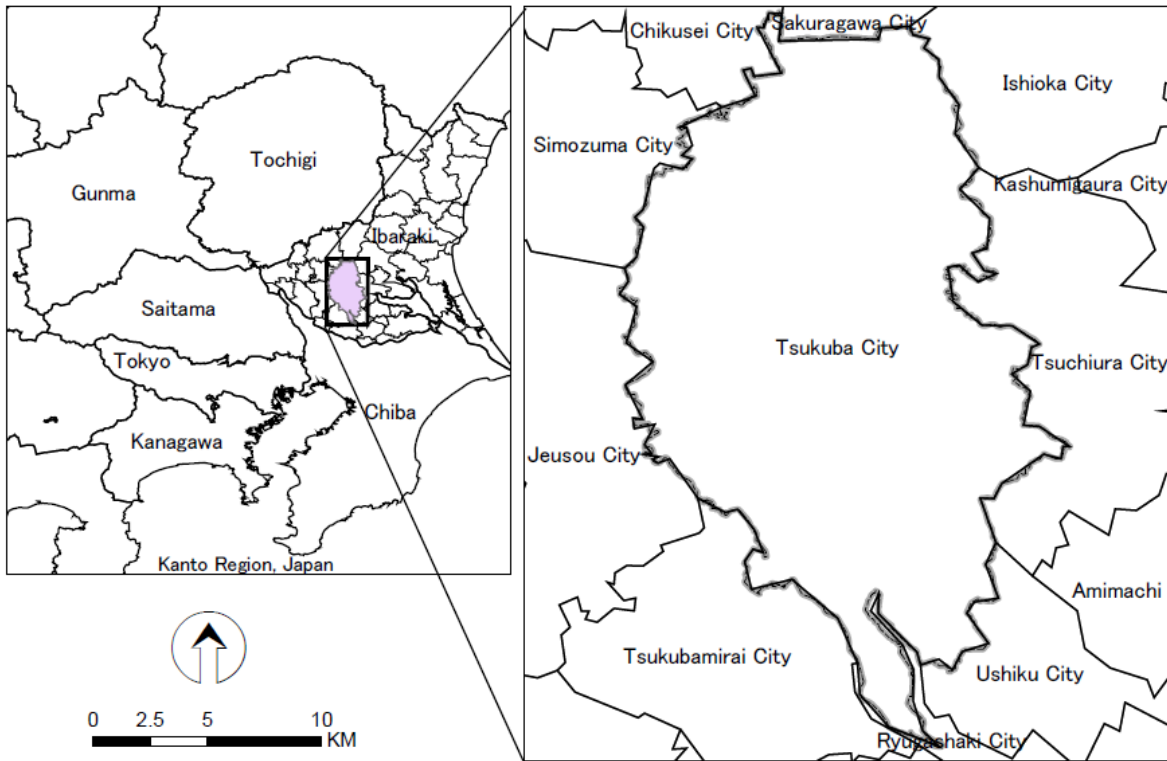 Tochigi
Gunma
Ibaraki
Saitama
Tokyo
Chiba
Kanagawa
Kanto Region, Japan
0 2.5 5 10
KM
Sakuragawa City
Chikusei City
Ishioka City
Simozuma City
Kashumigaura City
Tsukuba City
Tsuchiura City
Jeusou City
Amimachi
Tsukubamirai City
Ushiku City
Ryugashaki City